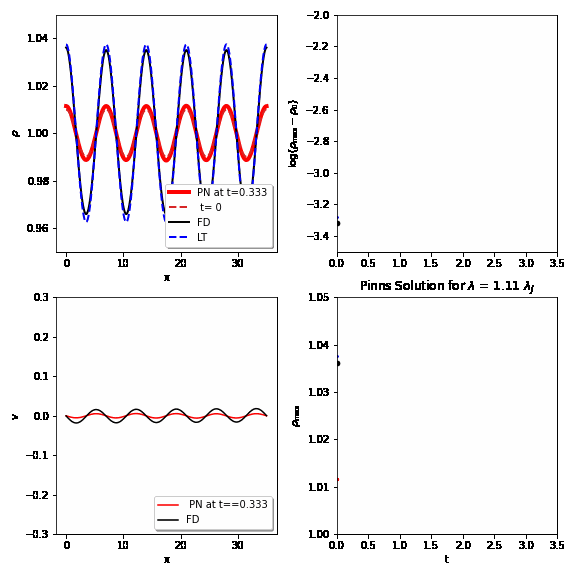 1.04
1.02
1.00
0.98
0.96
ρ
0 10 20 30
x
PN at t=0.333
t= 0
FD
LT
−2.0
−2.2
−2.4
−2.6
−2.8
−3.0
−3.2
−3.4
log{ρmax − ρ0}
0.0 0.5 1.0 1.5 2.0 2.5 3.0 3.5
0.3
0.2
0.1
0.0
−0.1
−0.2
−0.3
v
0 10 20 30
x
PN at t==0.333
FD
Pinns Solution for λ = 1.11 λJ
1.05
1.04
1.03
1.02
1.01
1.00
ρmax
0.0 0.5 1.0 1.5 2.0 2.5 3.0 3.5
t